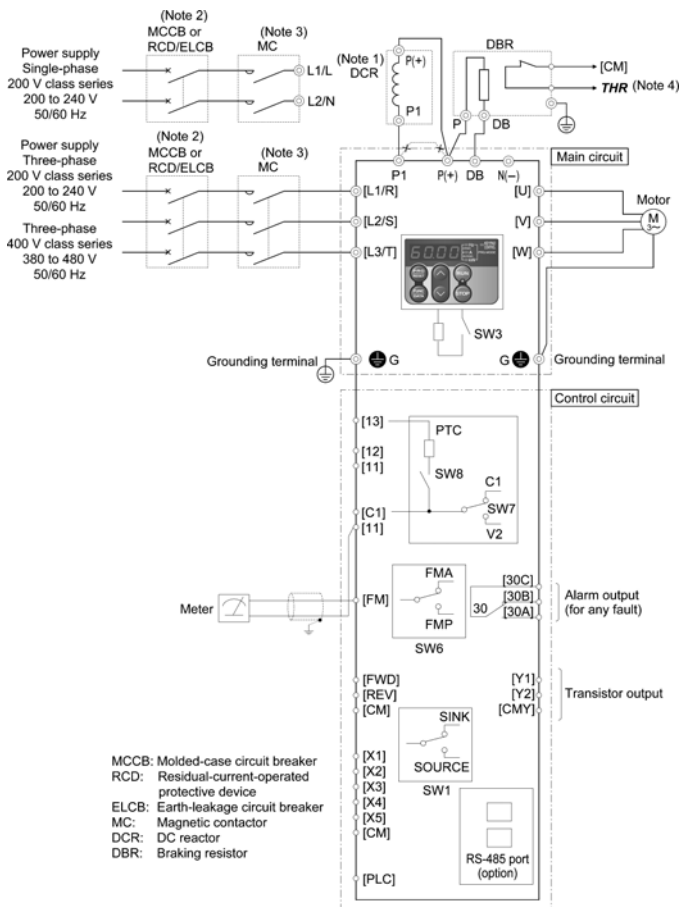 (Note 2)
MCCB or
RCD/ELCB
(Note 3)
MC
Power supply
Single-phase
200 V class series
200 to 240 V
50/60 Hz
L1/L
L2/N
(Note 1)
DCR
P(+)
P1
DBR
[CM]
THR (Note 4)
P
DB
Power supply
Three-phase
200 V class series
200 to 240 V
50/60 Hz
Three-phase
400 V class series
380 to 480 V
50/60 Hz
(Note 2)
MCCB or
RCD/ELCB
(Note 3)
MC
P1
P(+)
DB
N(−)
Main circuit
[L1/R]
[L2/S]
[L3/T]
[U]
[V]
[W]
Motor
M
3~
60.00
RUN
STOP
SW3
Grounding terminal
G
G
Grounding terminal
Control circuit
[13]
[12]
[11]
[C1]
[11]
PTC
SW8
C1
SW7
V2
Meter
[FM]
FMA
FMP
SW6
30
[30C]
[30B]
[30A]
Alarm output
(for any fault)
[FWD]
[REV]
[CM]
[Y1]
[Y2]
[CMY]
Transistor output
SINK
SOURCE
SW1
[X1]
[X2]
[X3]
[X4]
[X5]
[CM]
[PLC]
RS-485 port
(option)
MCCB: Molded-case circuit breaker
RCD: Residual-current-operated
protective device
ELCB: Earth-leakage circuit breaker
MC: Magnetic contactor
DCR: DC reactor
DBR: Braking resistor